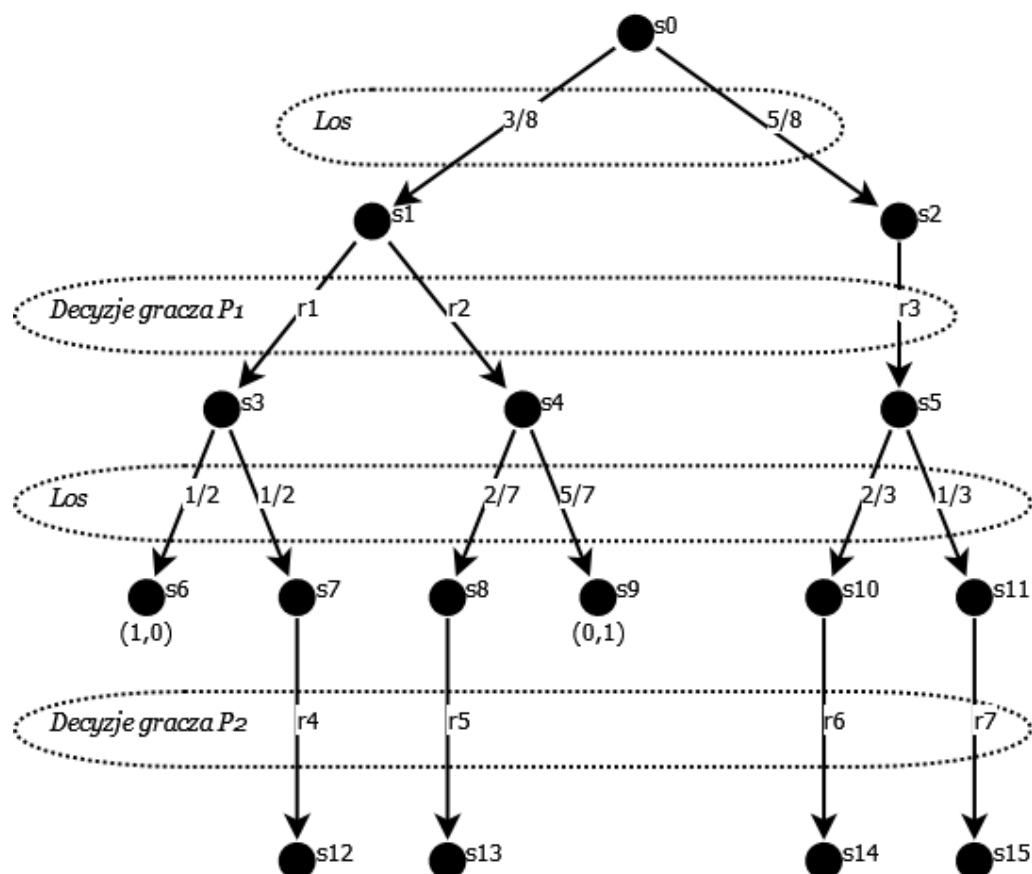 s0
Los 3/8 5/8
s1 s2
Decyzje gracza P1 r1 r2 r3
s3 s4 s5
Los 1/2 1/2 2/7 5/7 2/3 1/3
s6 s7 s8 s9 s10 s11
(1,0) (0,1)
Decyzje gracza P2 r4 r5 r6 r7
s12 s13 s14 s15